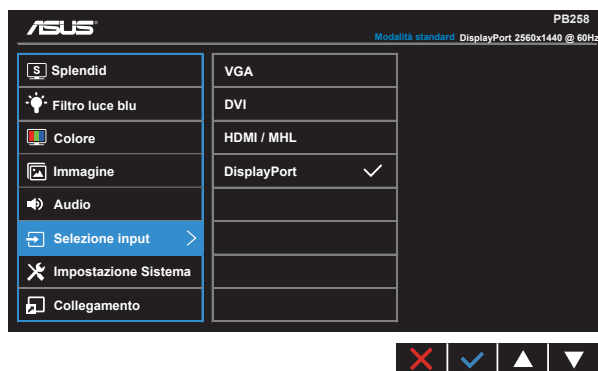 ASUS
PB258
Modalità standard DisplayPort 2560x1440 @ 60Hz
S Splendid
Filtro luce blu
Colore
Immagine
Audio
Selezione input
Impostazione Sistema
Collegamento
VGA
DVI
HDMI / MHL
DisplayPort